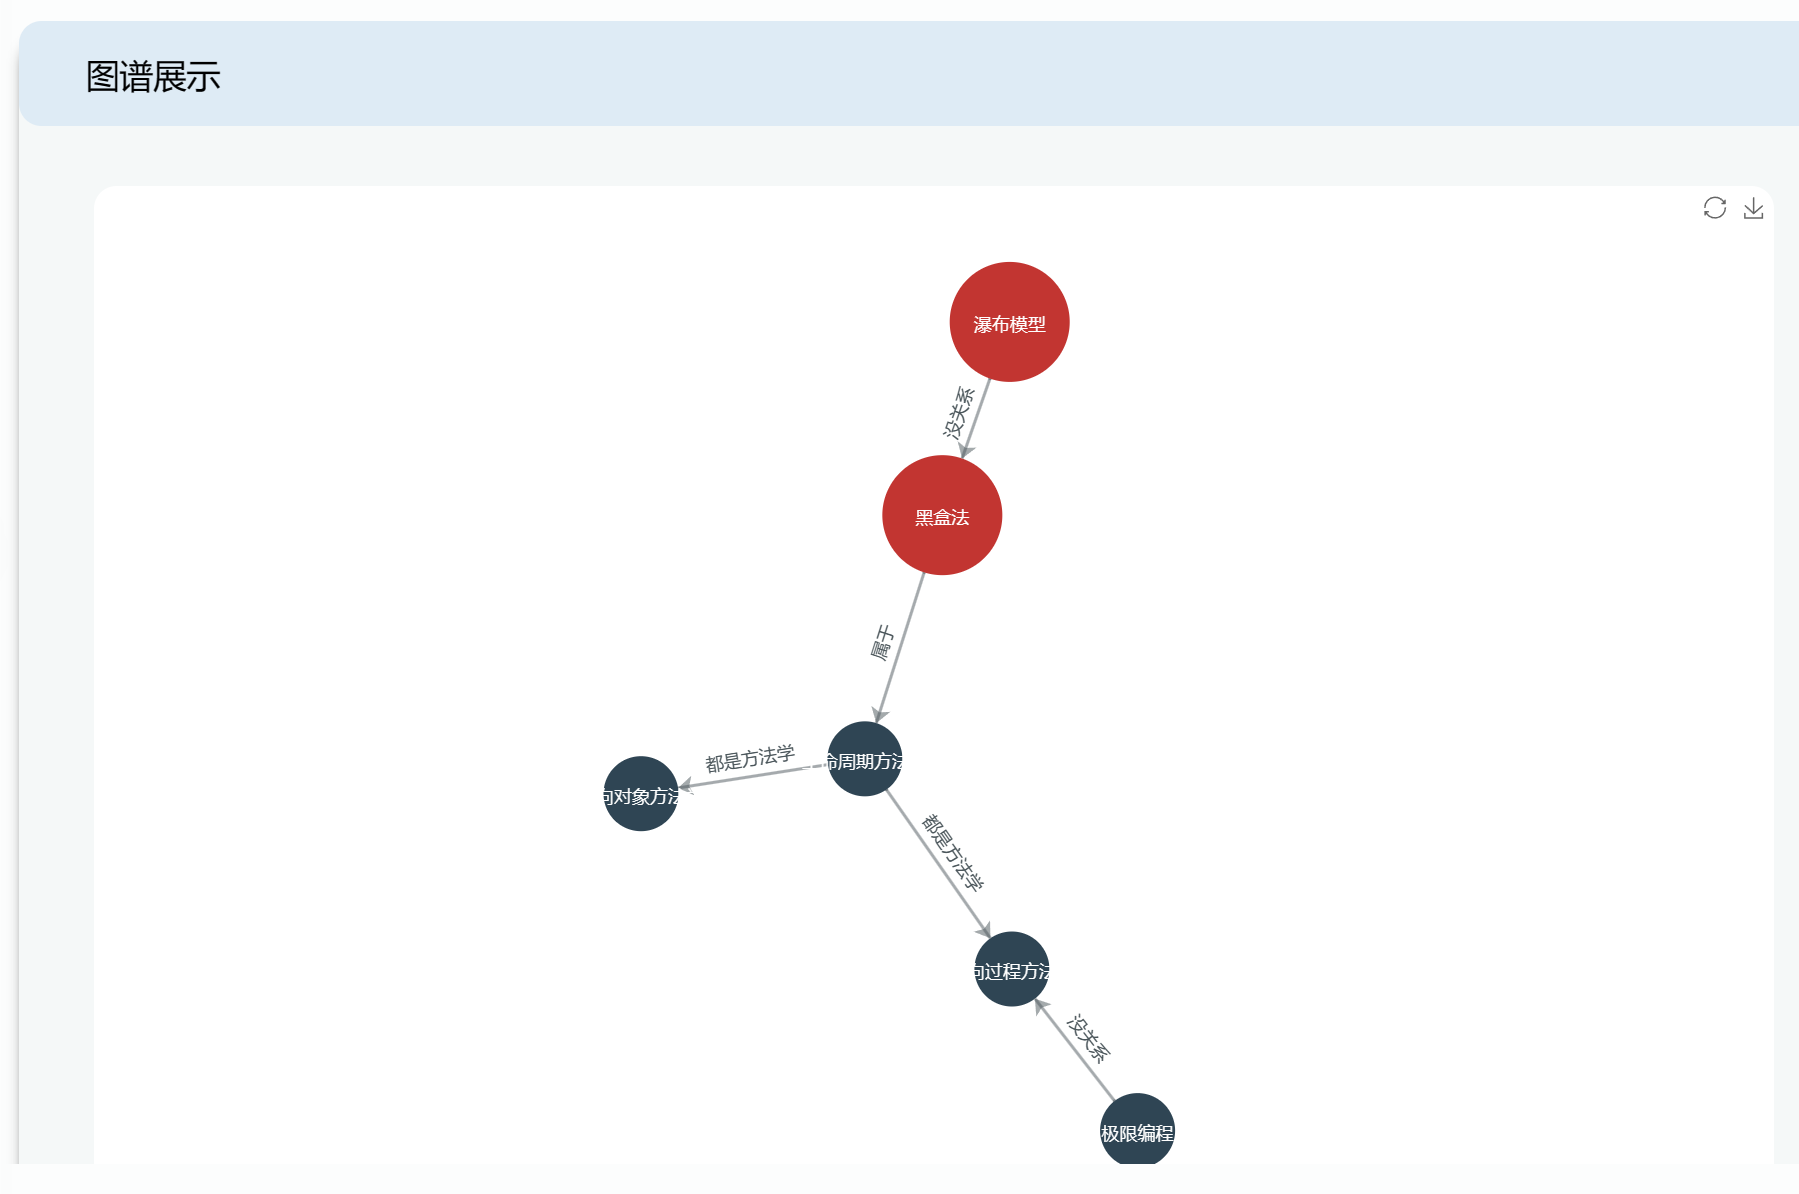 图谱展示
瀑布模型
没关系
黑盒法
属于
都是方法学
命周期方法
向对象方法
都是方法学
向过程方法
没关系
极限编程